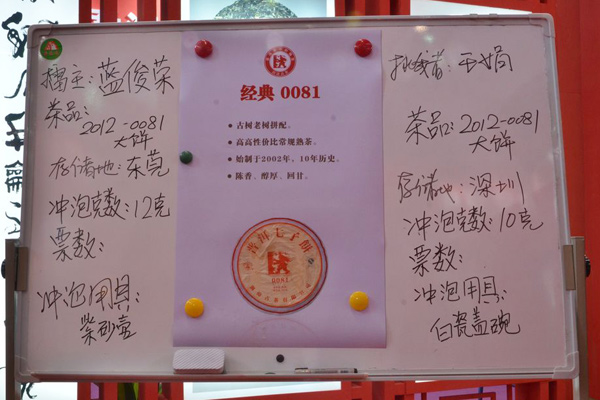 擂主：蓝俊荣
茶品：
2012-0081
大饼
存储地：东莞
冲泡克数：12克
票数：
冲泡用具：
紫砂壶
经典 0081
• 古树老树拼配。
• 高高性价比常规熟茶。
• 始制于2002年，10年历史。
• 陈香、醇厚、回甘。
云南七子饼
0081
挑战者：王娟
茶品：2012-0081
大饼
存储地：深圳
冲泡克数：10克
票数：
冲泡用具：
白瓷盖碗